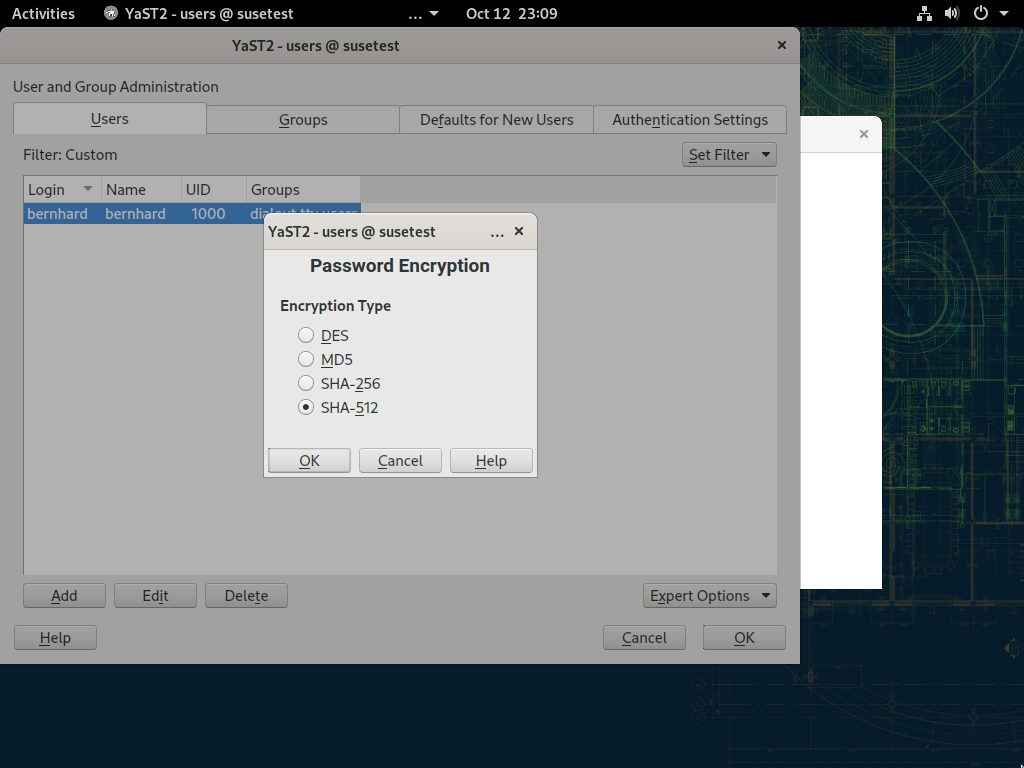 Activities YaST2 - users @ susetest ... Oct 12 23:09
YaST2 - users @ susetest
User and Group Administration
Users Groups Defaults for New Users Authentication Settings
Filter: Custom Set Filter
Login Name UID Groups
bernhard bernhard 1000 dialout tty users
YaST2 - users @ susetest ...
Password Encryption
Encryption Type
DES
MD5
SHA-256
SHA-512
OK Cancel Help
Add Edit Delete Expert Options
Help Cancel OK